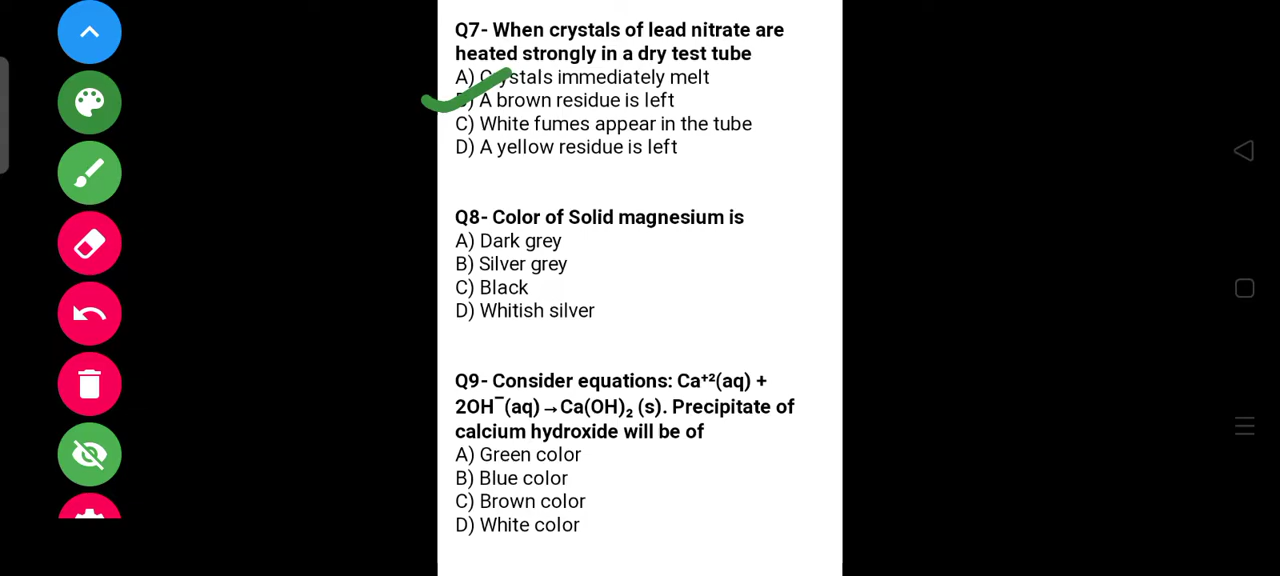 Q7- When crystals of lead nitrate are
heated strongly in a dry test tube
A) Crystals immediately melt
B) A brown residue is left
C) White fumes appear in the tube
D) A yellow residue is left
Q8- Color of Solid magnesium is
A) Dark grey
B) Silver grey
C) Black
D) Whitish silver
Q9- Consider equations: Ca⁺²(aq) +
2OH⁻(aq)→Ca(OH)₂ (s). Precipitate of
calcium hydroxide will be of
A) Green color
B) Blue color
C) Brown color
D) White color